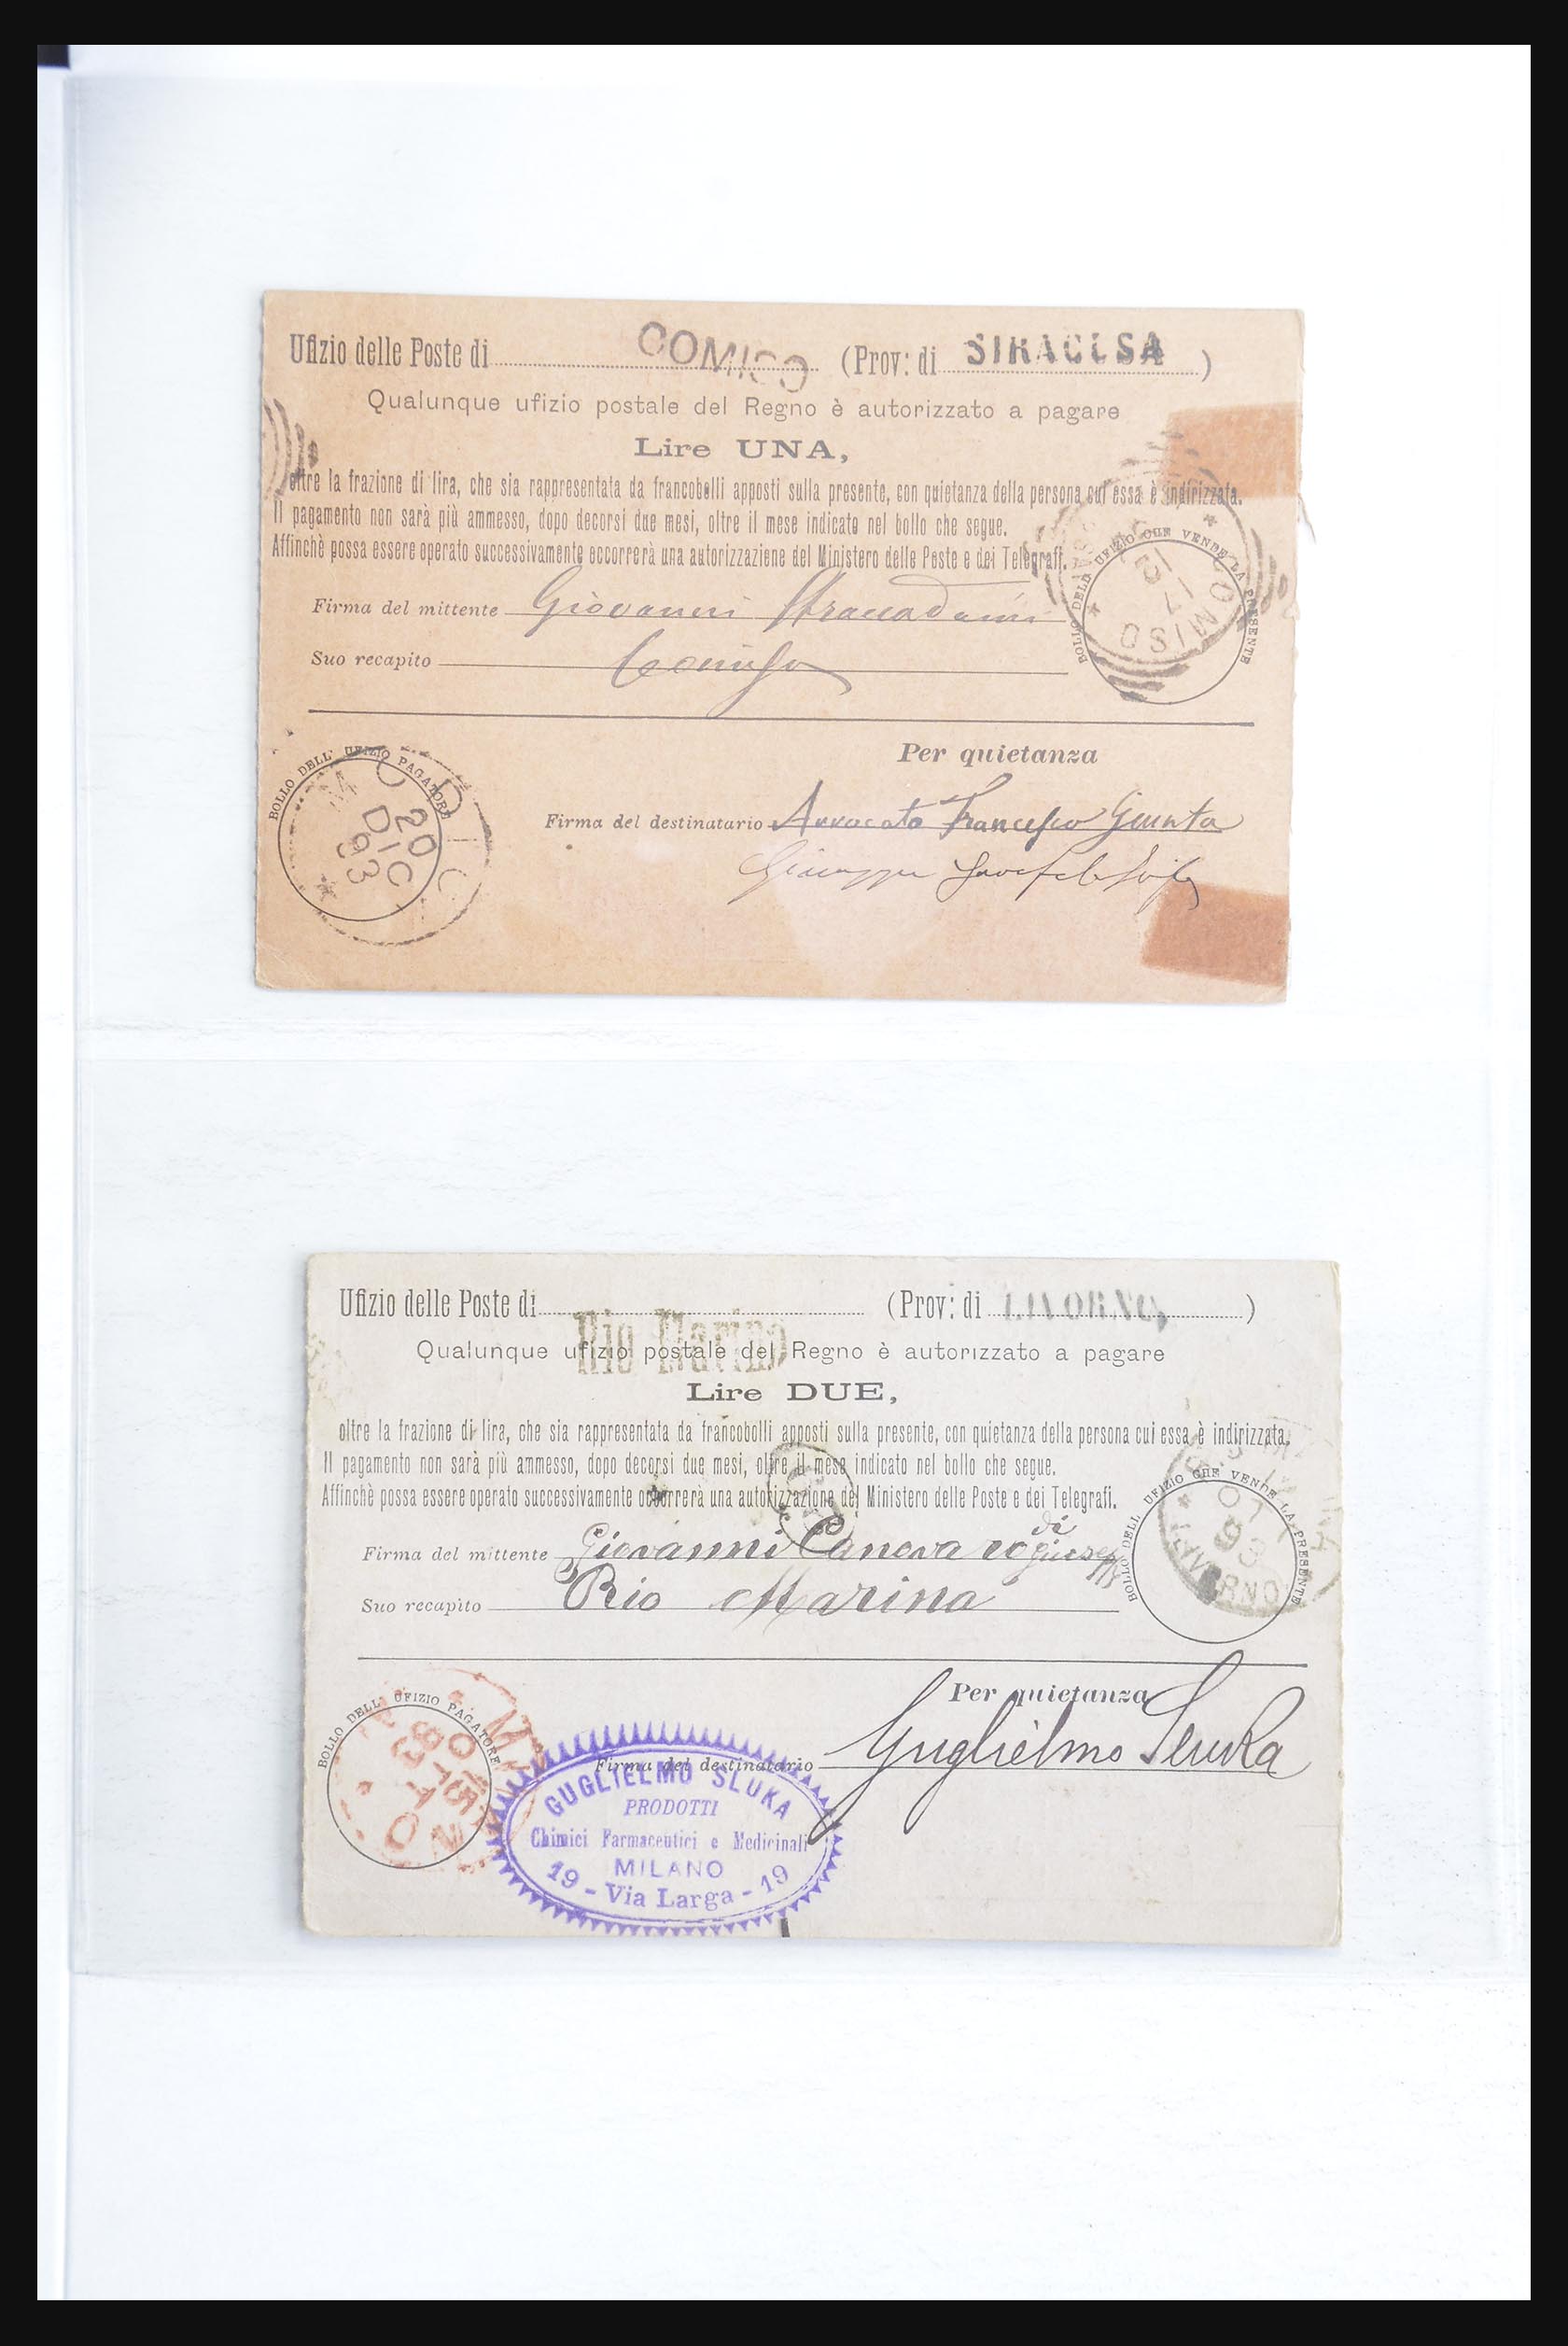 Ufizio delle Poste di COMISO (Prov: di SIRACUSA )
Qualunque ufizio postale del Regno è autorizzato a pagare
Lire UNA,
oltre la frazione di lira, che sia rappresentata da francobolli apposti sulla presente, con quietanza della persona cui essa è indirizzata.
Il pagamento non sarà più ammesso, dopo decorsi due mesi, oltre il mese indicato nel bollo che segue.
Affinchè possa essere operato successivamente occorrerà una autorizzazione del Ministero delle Poste e dei Telegrafi.
BOLLO DELL' UFIZIO CHE VENDE LA PRESENTE
COMISO
17 12
Firma del mittente Giovanni
Suo recapito Comiso
Per quietanza
BOLLO DELL' UFIZIO PAGATORE
MODICA
20 DIC 93
Firma del destinatario Avvocato Francesco Giunta
Giuseppe
Ufizio delle Poste di Rio Marina (Prov: di LIVORNO, )
Qualunque ufizio postale del Regno è autorizzato a pagare
Lire DUE,
oltre la frazione di lira, che sia rappresentata da francobolli apposti sulla presente, con quietanza della persona cui essa è indirizzata.
Il pagamento non sarà più ammesso, dopo decorsi due mesi, oltre il mese indicato nel bollo che segue.
Affinchè possa essere operato successivamente occorrerà una autorizzazione del Ministero delle Poste e dei Telegrafi.
BOLLO DELL' UFIZIO CHE VENDE LA PRESENTE
93
LIVORNO
Firma del mittente Giovanni Canova di Giusep
Suo recapito Rio Marina
Per quietanza
BOLLO DELL' UFIZIO PAGATORE
Firma del destinatario Guglielmo Sluka
GUGLIELMO SLUKA
PRODOTTI
Chimici Farmaceutici e Medicinali
MILANO
19 - Via Larga - 19